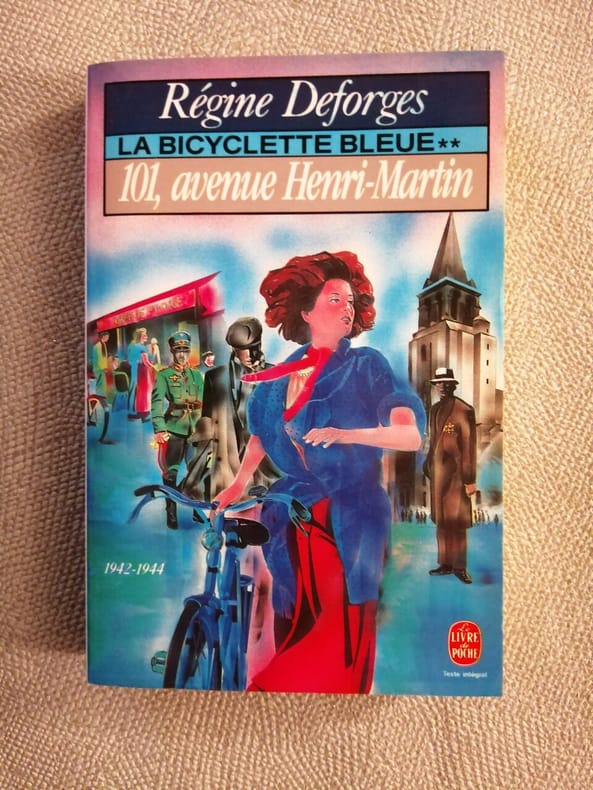 Régine Deforges
LA BICYCLETTE BLEUE**
101, avenue Henri-Martin
1942-1944
Le
LIVRE
de
POCHE
Texte intégral